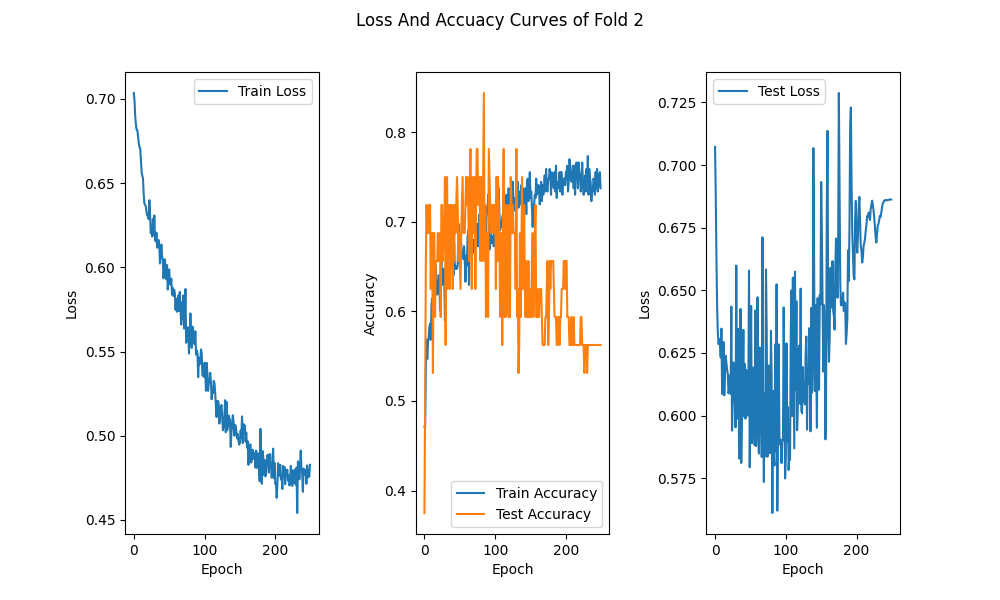 Loss And Accuacy Curves of Fold 2
Train Loss
0.70
0.65
0.60
0.55
0.50
0.45
Loss
0
100
200
Epoch
0.8
0.7
0.6
0.5
0.4
Accuracy
Train Accuracy
Test Accuracy
0
100
200
Epoch
Test Loss
0.725
0.700
0.675
0.650
0.625
0.600
0.575
Loss
0
100
200
Epoch